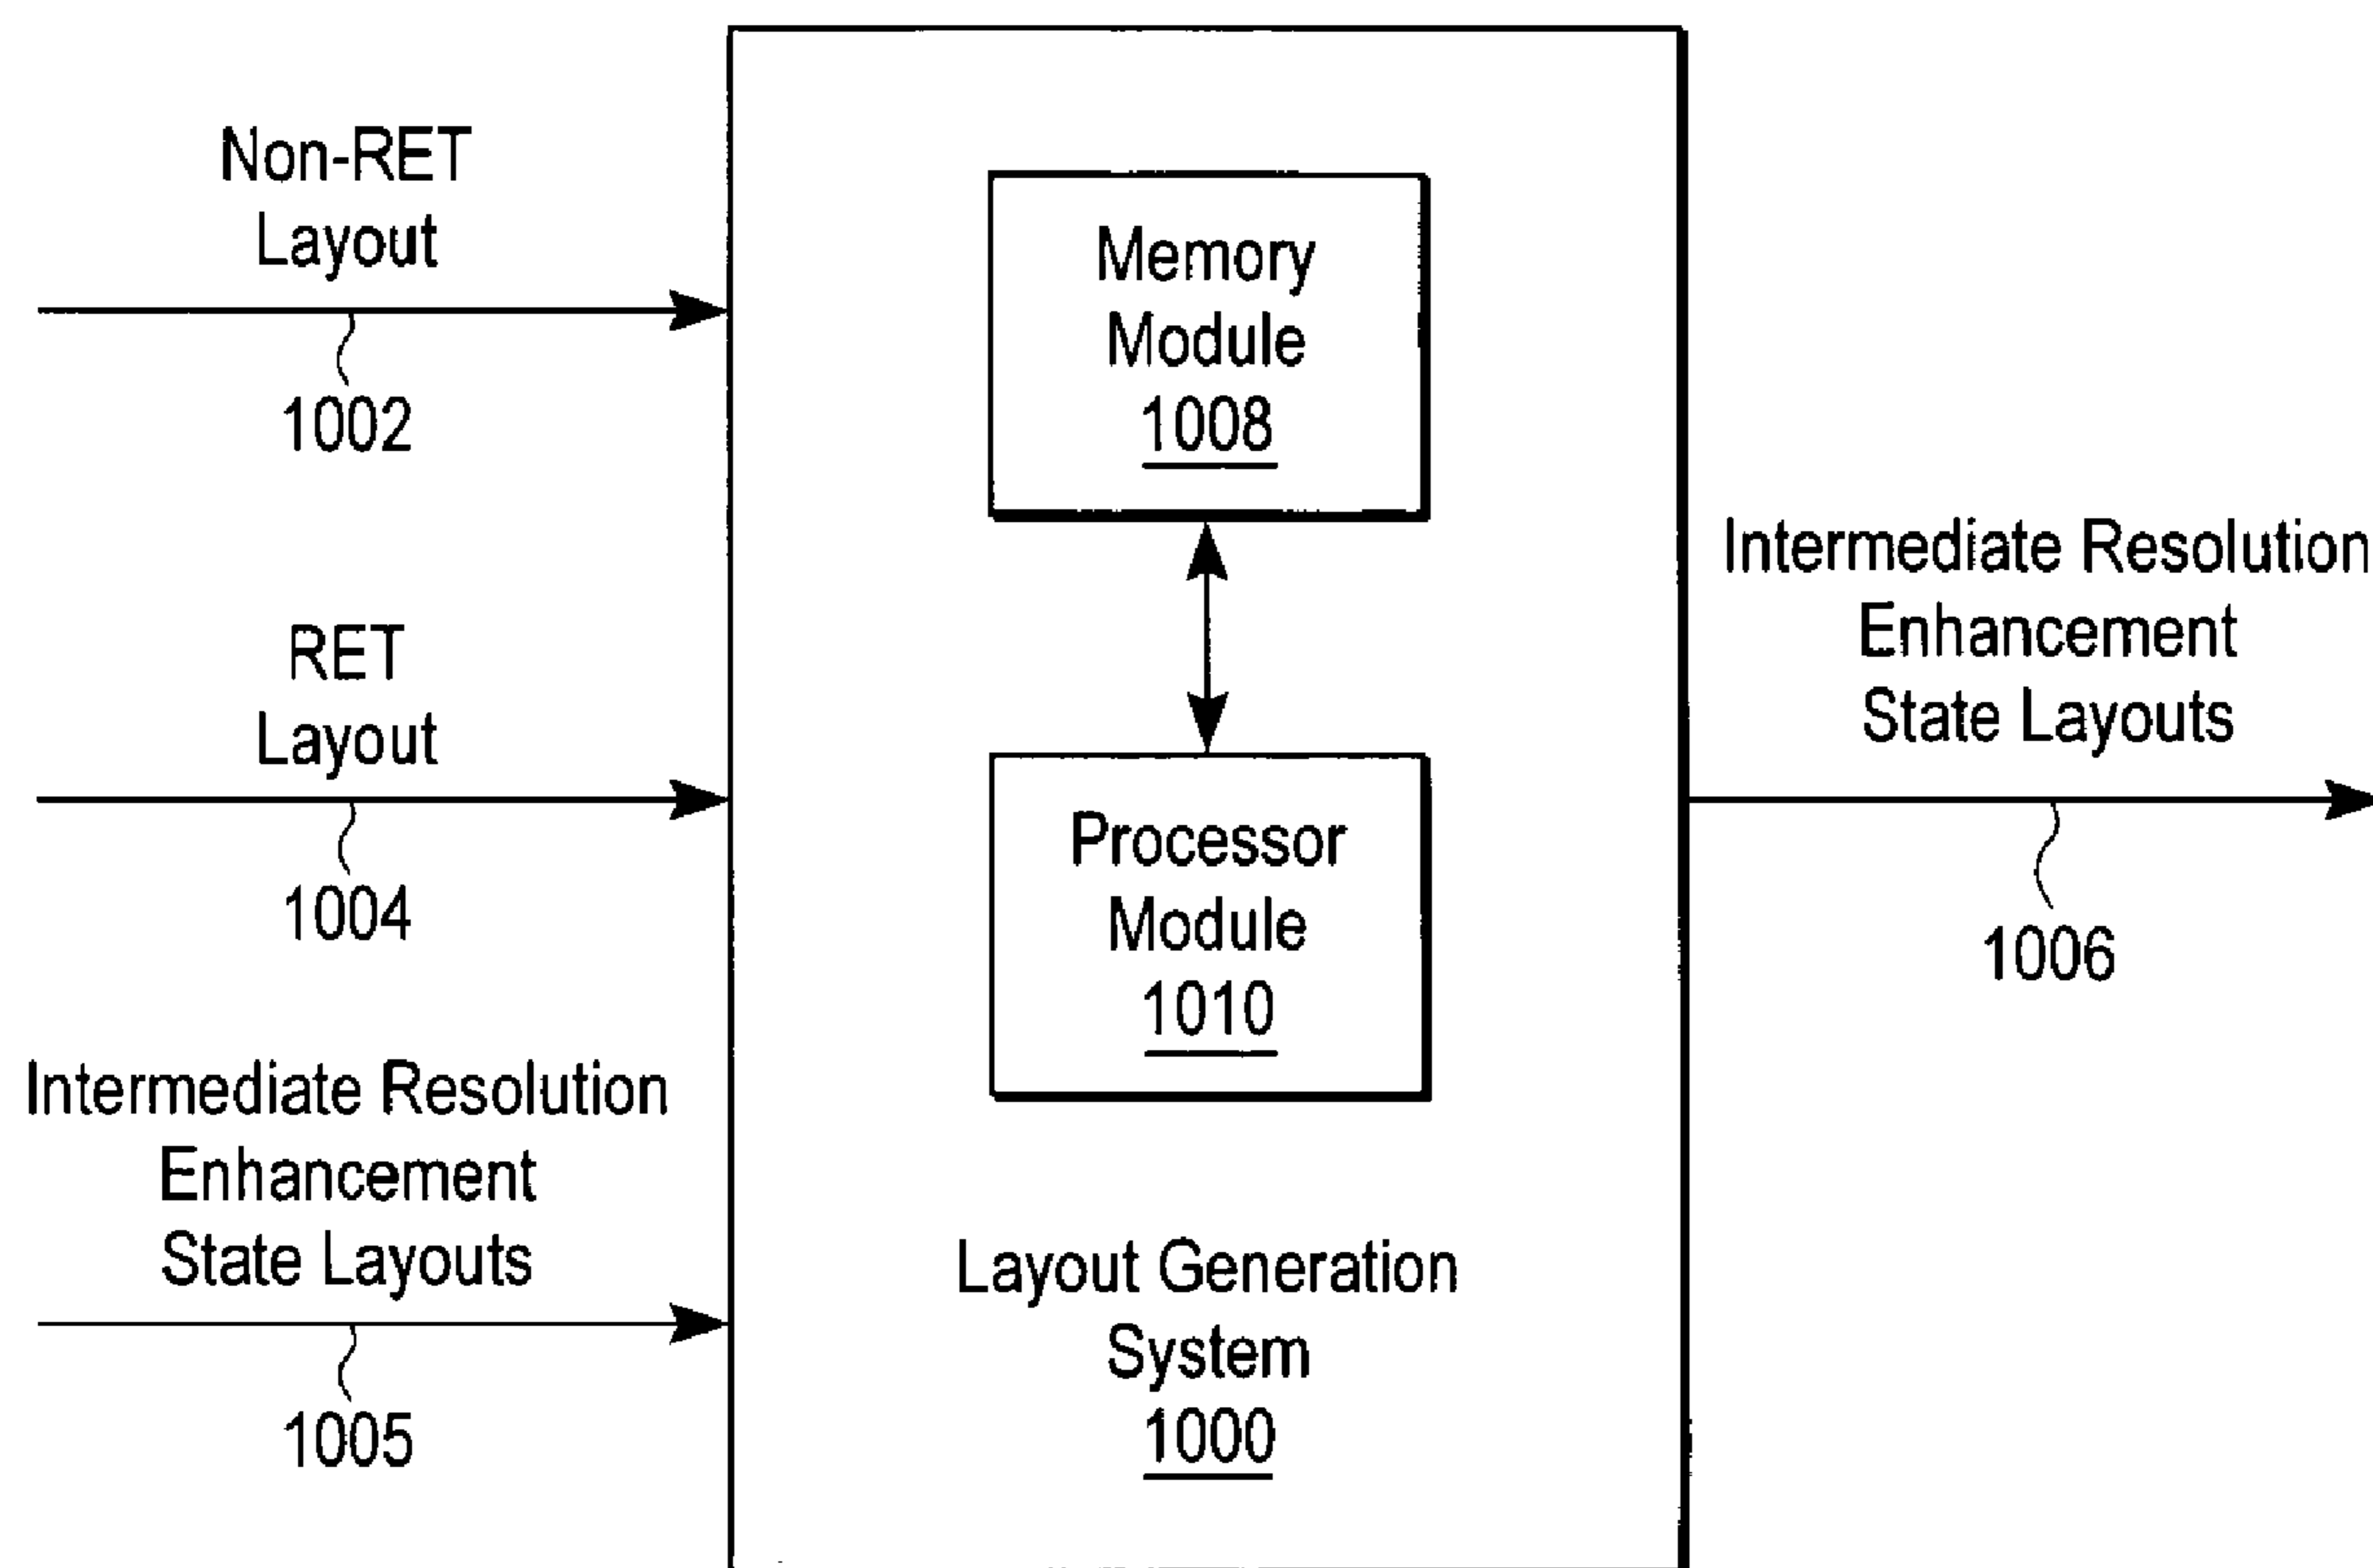 Non-RET
Layout
1002
RET
Layout
1004
Intermediate Resolution
Enhancement
State Layouts
1005
Memory
Module
1008
Processor
Module
1010
Layout Generation
System
1000
Intermediate Resolution
Enhancement
State Layouts
1006